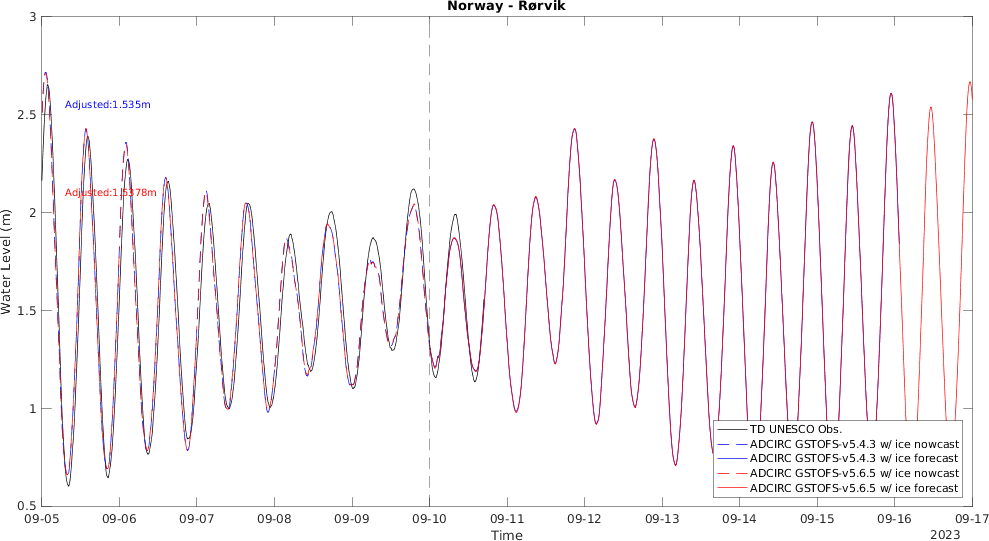 Norway - Rørvik
3
2.5
2
1.5
1
0.5
Water Level (m)
Adjusted:1.535m
Adjusted:1.5378m
TD UNESCO Obs.
ADCIRC GSTOFS-v5.4.3 w/ ice nowcast
ADCIRC GSTOFS-v5.4.3 w/ ice forecast
ADCIRC GSTOFS-v5.6.5 w/ ice nowcast
ADCIRC GSTOFS-v5.6.5 w/ ice forecast
09-05 09-06 09-07 09-08 09-09 09-10 09-11 09-12 09-13 09-14 09-15 09-16 09-17
Time
2023